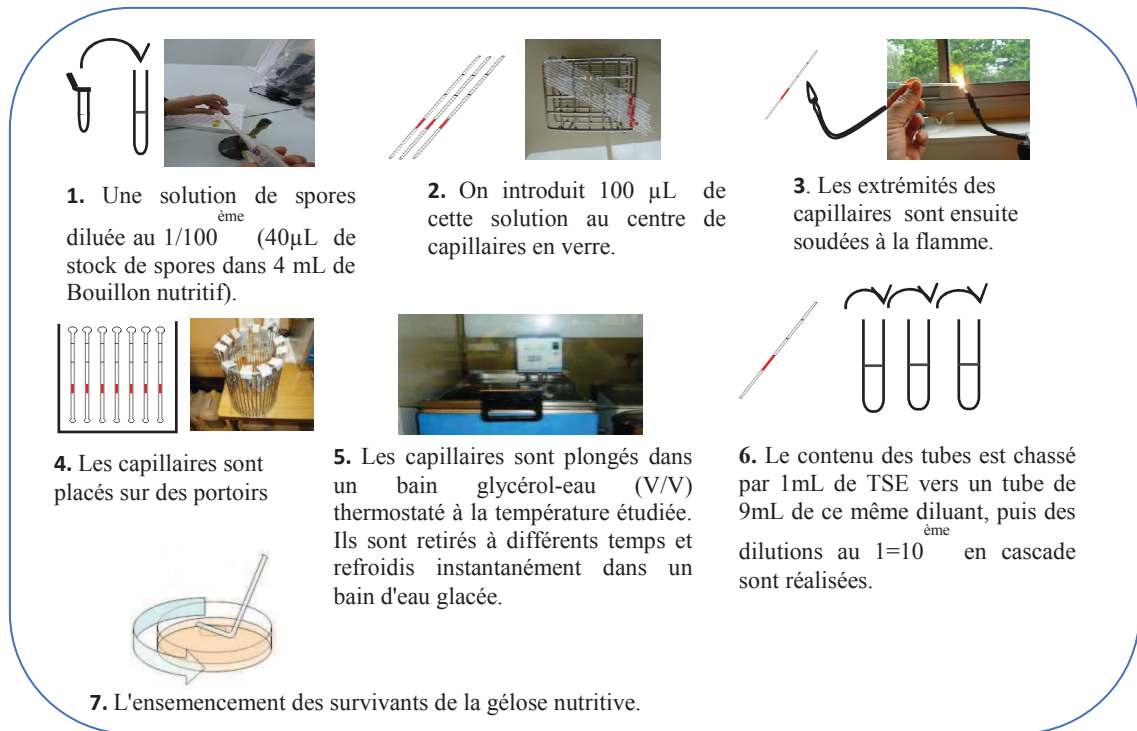 1. Une solution de spores
diluée au 1/100ème (40µL de
stock de spores dans 4 mL de
Bouillon nutritif).
2. On introduit 100 µL de
cette solution au centre de
capillaires en verre.
3. Les extrémités des
capillaires sont ensuite
soudées à la flamme.
4. Les capillaires sont
placés sur des portoirs
5. Les capillaires sont plongés dans
un bain glycérol-eau (V/V)
thermostaté à la température étudiée.
Ils sont retirés à différents temps et
refroidis instantanément dans un
bain d'eau glacée.
6. Le contenu des tubes est chassé
par 1mL de TSE vers un tube de
9mL de ce même diluant, puis des
dilutions au 1=10ème en cascade
sont réalisées.
7. L'ensemencement des survivants de la gélose nutritive.